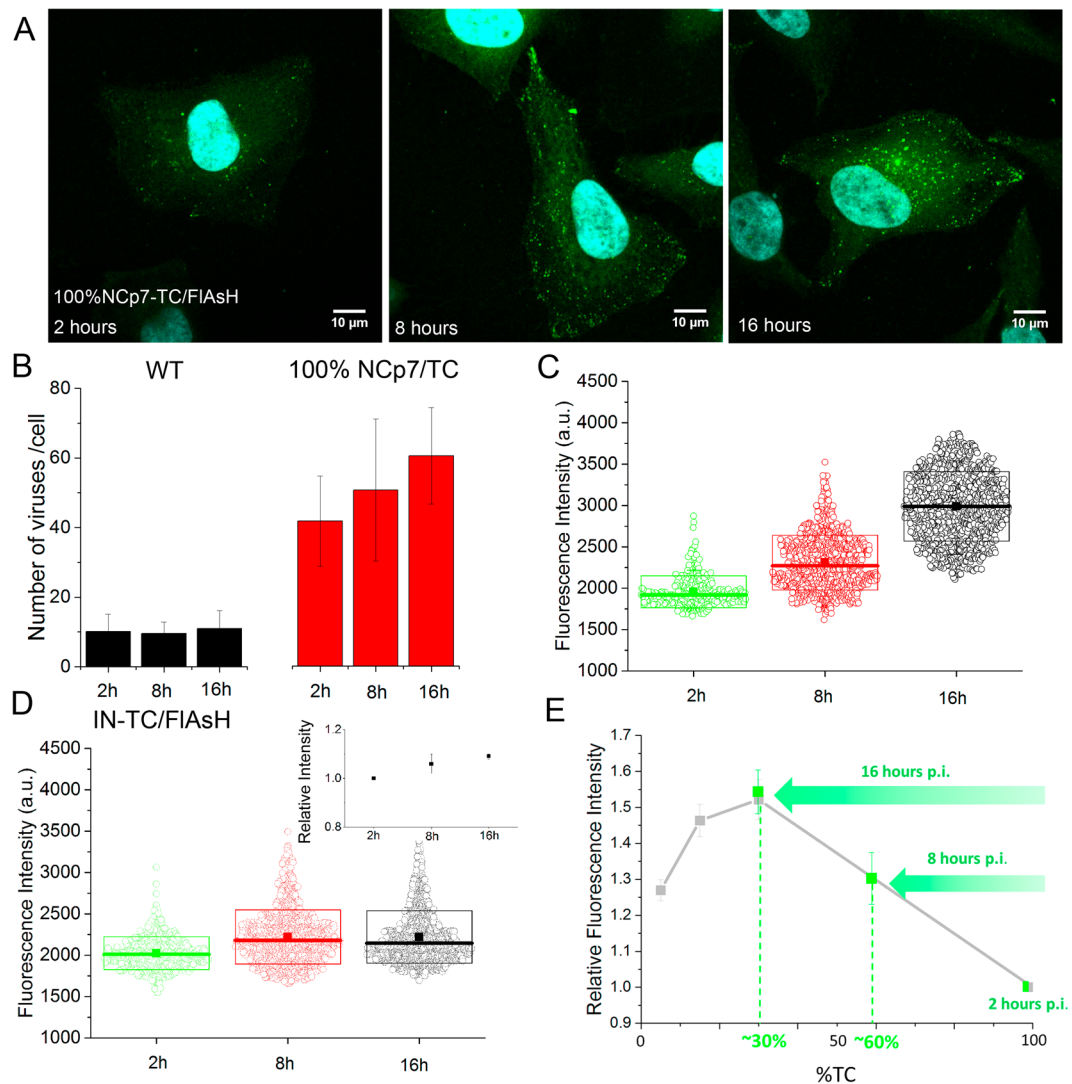 A
100%NCp7-TC/FlAsH
2 hours
10 µm
8 hours
10 µm
16 hours
10 µm
B
WT
100% NCp7/TC
Number of viruses /cell
80
60
40
20
0
2h
8h
16h
2h
8h
16h
C
Fluorescence Intensity (a.u.)
4500
4000
3500
3000
2500
2000
1500
1000
2h
8h
16h
D
IN-TC/FlAsH
Fluorescence Intensity (a.u.)
4500
4000
3500
3000
2500
2000
1500
1000
2h
8h
16h
Relative Intensity
1.2
1.0
0.8
2h
8h
16h
E
Relative Fluorescence Intensity
1.7
1.6
1.5
1.4
1.3
1.2
1.1
1.0
0.9
16 hours p.i.
8 hours p.i.
2 hours p.i.
0
~30%
50
~60%
100
%TC